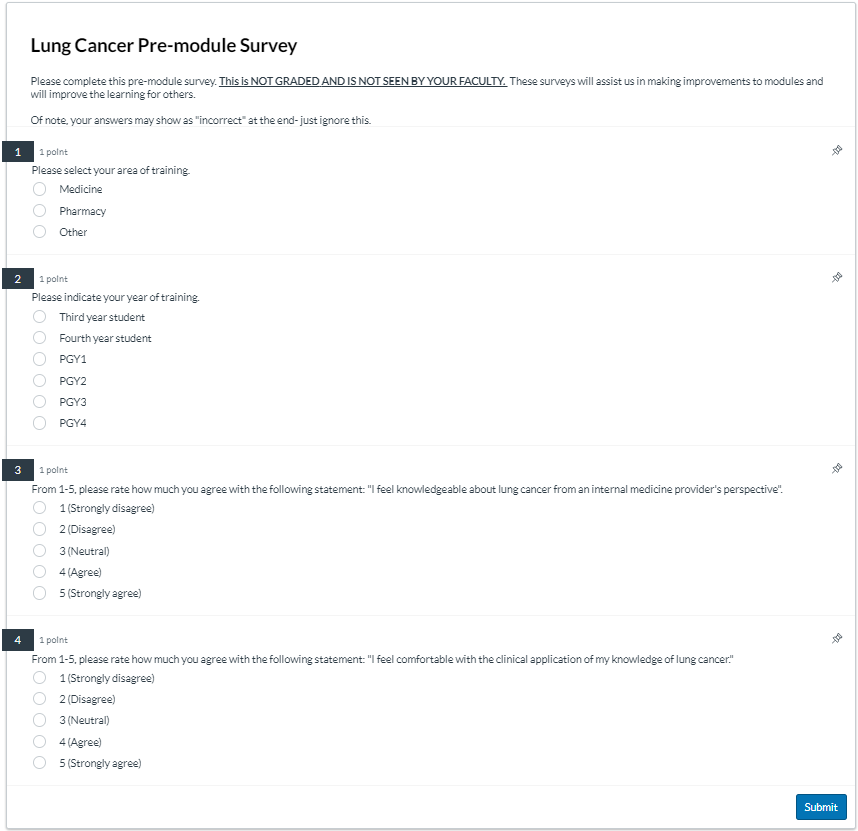 Lung Cancer Pre-module Survey
Please complete this pre-module survey. This is NOT GRADED AND IS NOT SEEN BY YOUR FACULTY. These surveys will assist us in making improvements to modules and
will improve the learning for others.
Of note, your answers may show as "incorrect" at the end- just ignore this.
1 1 point
Please select your area of training.
Medicine
Pharmacy
Other
2 1 point
Please indicate your year of training.
Third year student
Fourth year student
PGY1
PGY2
PGY3
PGY4
3 1 point
From 1-5, please rate how much you agree with the following statement: "I feel knowledgeable about lung cancer from an internal medicine provider's perspective".
1 (Strongly disagree)
2 (Disagree)
3 (Neutral)
4 (Agree)
5 (Strongly agree)
4 1 point
From 1-5, please rate how much you agree with the following statement: "I feel comfortable with the clinical application of my knowledge of lung cancer."
1 (Strongly disagree)
2 (Disagree)
3 (Neutral)
4 (Agree)
5 (Strongly agree)
Submit